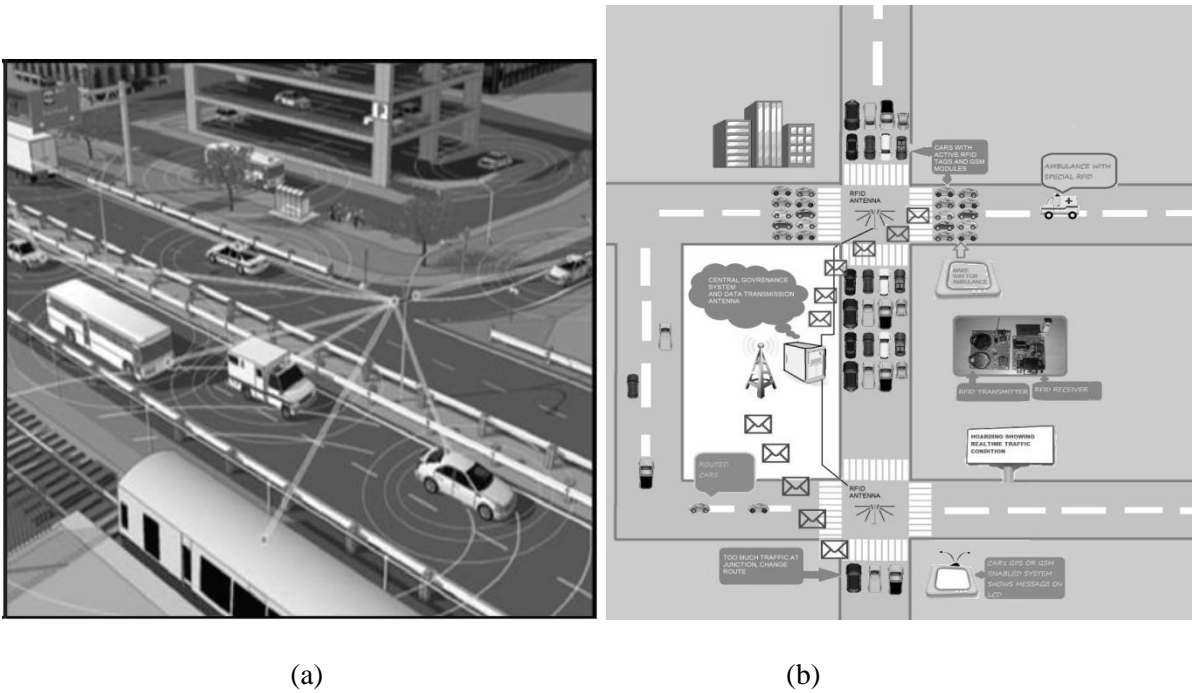 CARS WITH
ACTIVE RFID
TAGS AND GSM
MODULES
AMBULANCE WITH
SPECIAL RFID
RFID
ANTENNA
MAKE
WAY FOR
AMBULANCE
CENTRAL GOVRENANCE
SYSTEM
AND DATA TRANSMISSION
ANTENNA
RFID TRANSMITTER
RFID RECEIVER
HOARDING SHOWING
REALTIME TRAFFIC
CONDITION
ROUTED
CARS
RFID
ANTENNA
TOO MUCH TRAFFIC AT
JUNCTION, CHANGE
ROUTE
CAR's GPS OR GSM
ENABLED SYSTEM
SHOWS MESSAGE ON
LCD
(a)
(b)